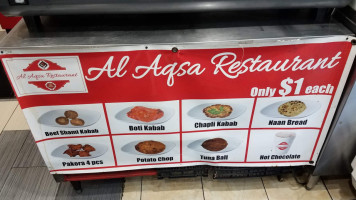 Al Aqsa Restaurant
Al Aqsa Restaurant
Only $1 each
Beef Shami Kabab
Boti Kabab
Chapli Kabab
Naan Bread
Pakora 4 pcs
Potato Chop
Tuna Ball
Hot Chocolate